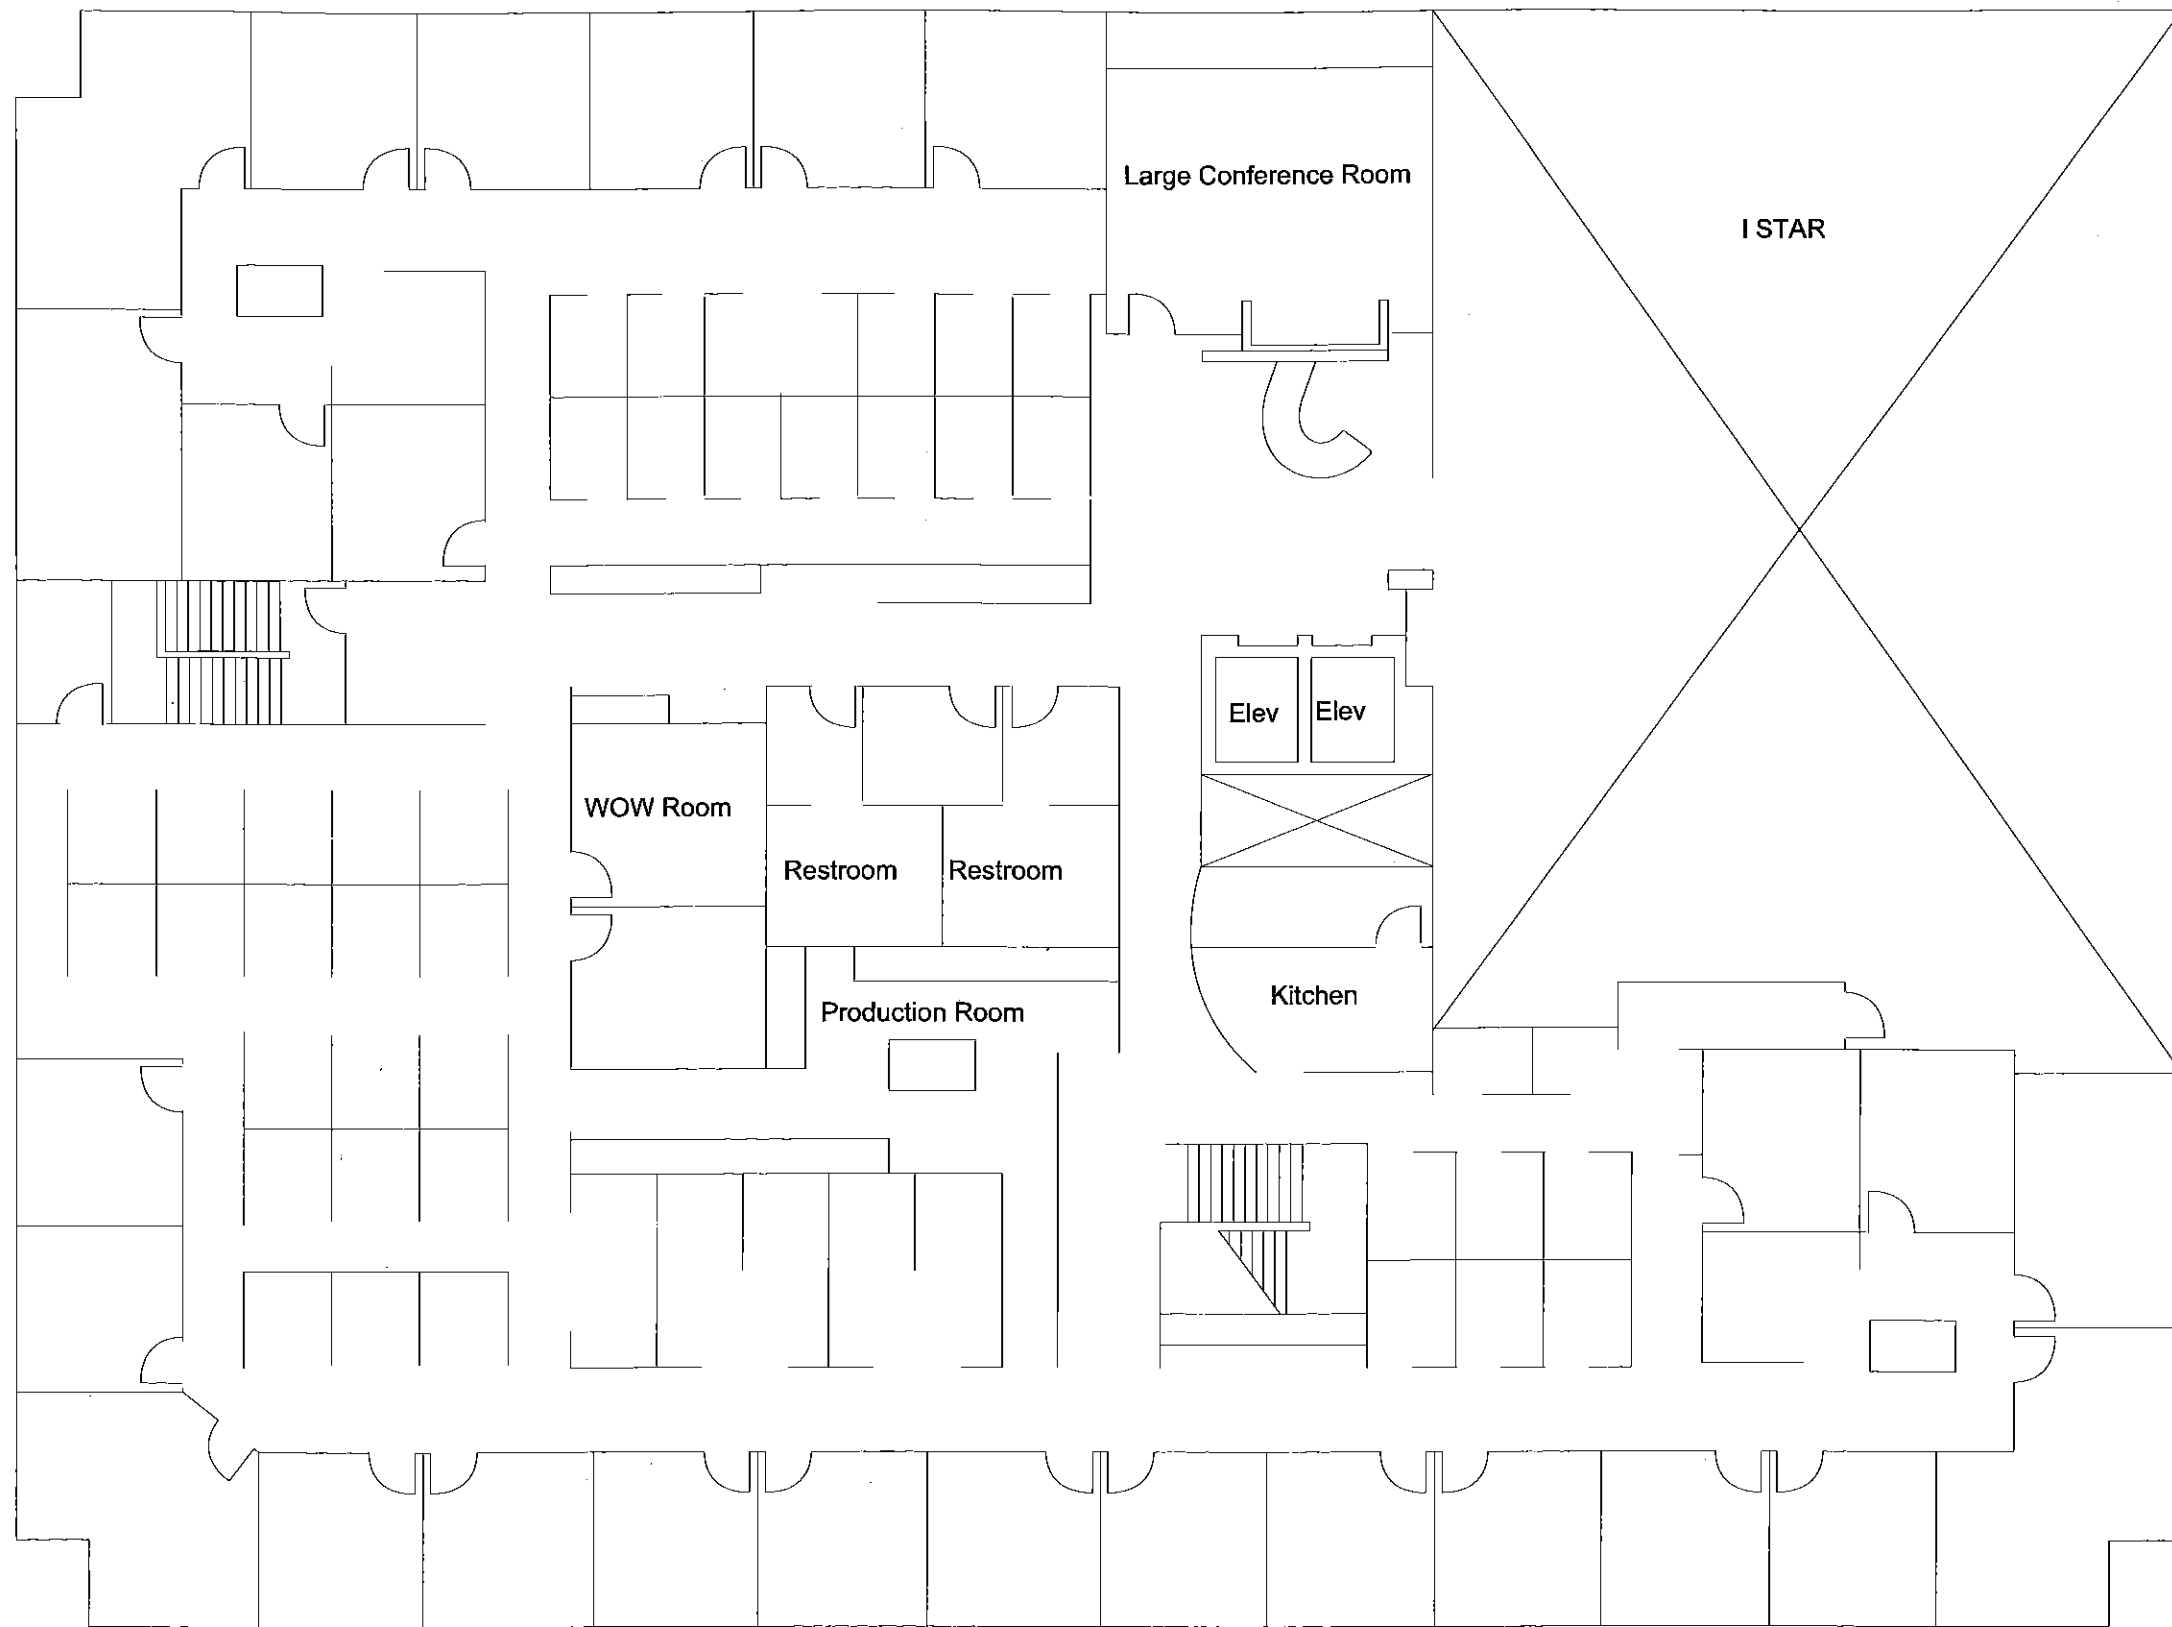 Large Conference Room
I STAR
Elev
Elev
WOW Room
Restroom
Restroom
Kitchen
Production Room